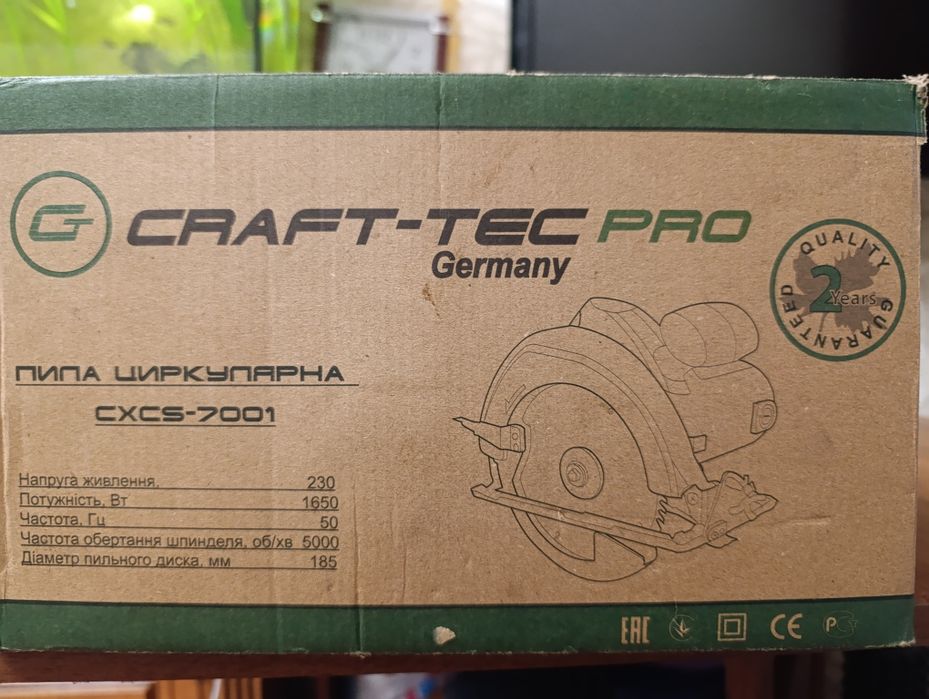 CRAFT-TEC PRO
Germany
QUALITY
2 Years
GUARANTEED
ПИЛА ЦИРКУЛЯРНА
CXCS-7001
Напруга живлення, 230
Потужність, Вт 1650
Частота, Гц 50
Частота обертання шпинделя, об/хв 5000
Діаметр пильного диска, мм 185
EAC CE